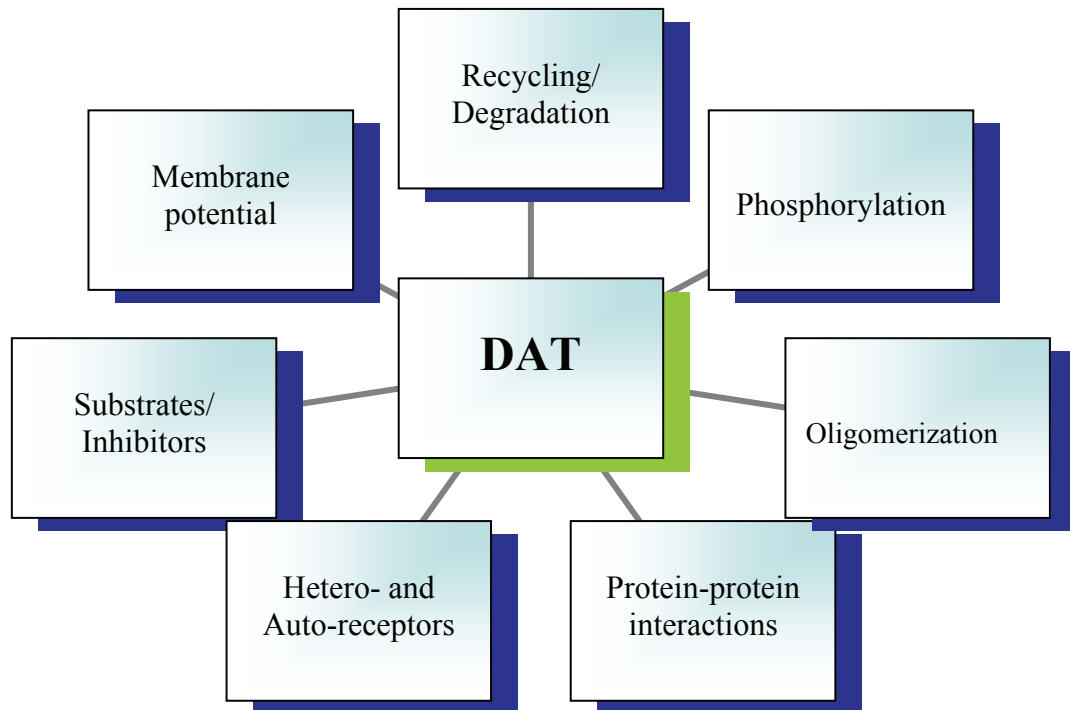 Recycling/
Degradation
Membrane
potential
Phosphorylation
DAT
Substrates/
Inhibitors
Oligomerization
Hetero- and
Auto-receptors
Protein-protein
interactions